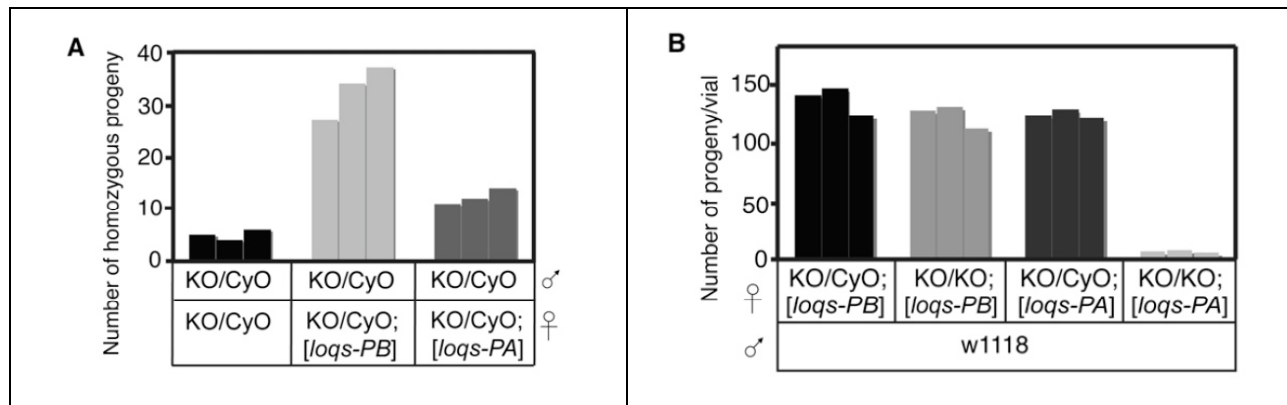 A
Number of homozygous progeny
40
30
20
10
0
KO/CyO KO/CyO KO/CyO ♂
KO/CyO KO/CyO; KO/CyO; ♀
[loqs-PB] [loqs-PA]
B
Number of progeny/vial
150
100
50
0
♀ KO/CyO; KO/KO; KO/CyO; KO/KO;
[loqs-PB] [loqs-PB] [loqs-PA] [loqs-PA]
♂ w1118